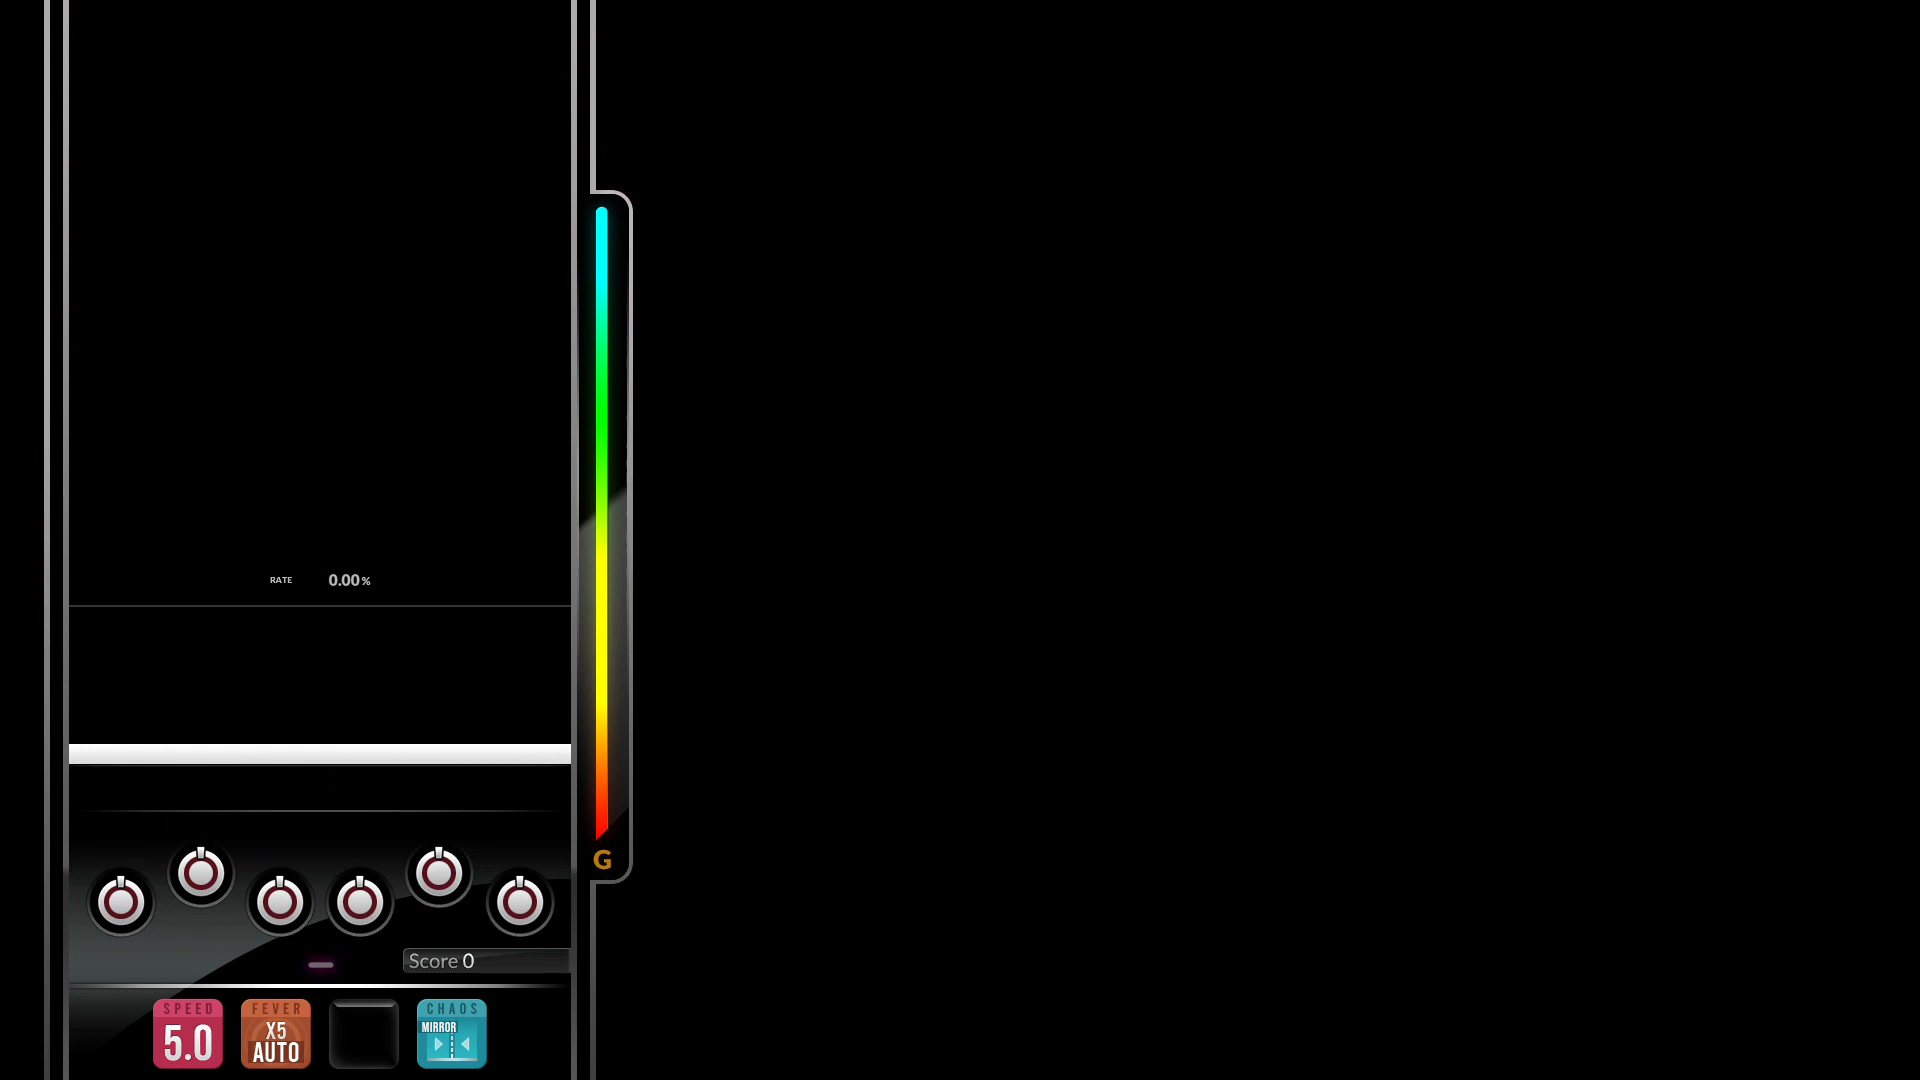 RATE 0.00%
G
Score 0
SPEED
5.0
FEVER
X5
AUTO
CHAOS
MIRROR